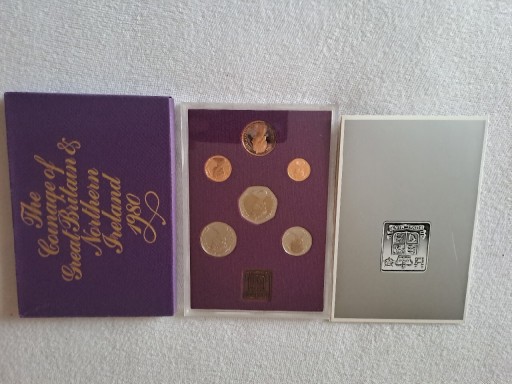 The
Coinage of
Great Britain &
Northern
Ireland
1980